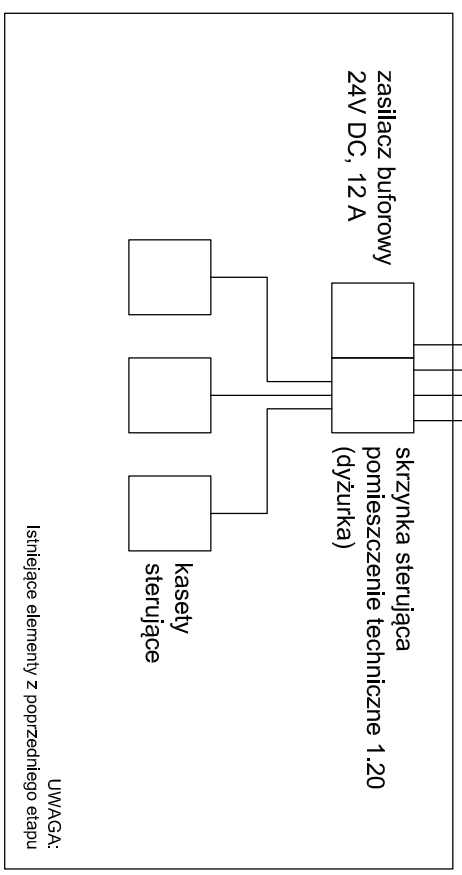 zasilacz buforowy
24V DC, 12 A
skrzynka sterująca
pomieszczenie techniczne 1.20
(dyżurka)
kasety
sterujące
UWAGA:
Istniejące elementy z poprzedniego etapu